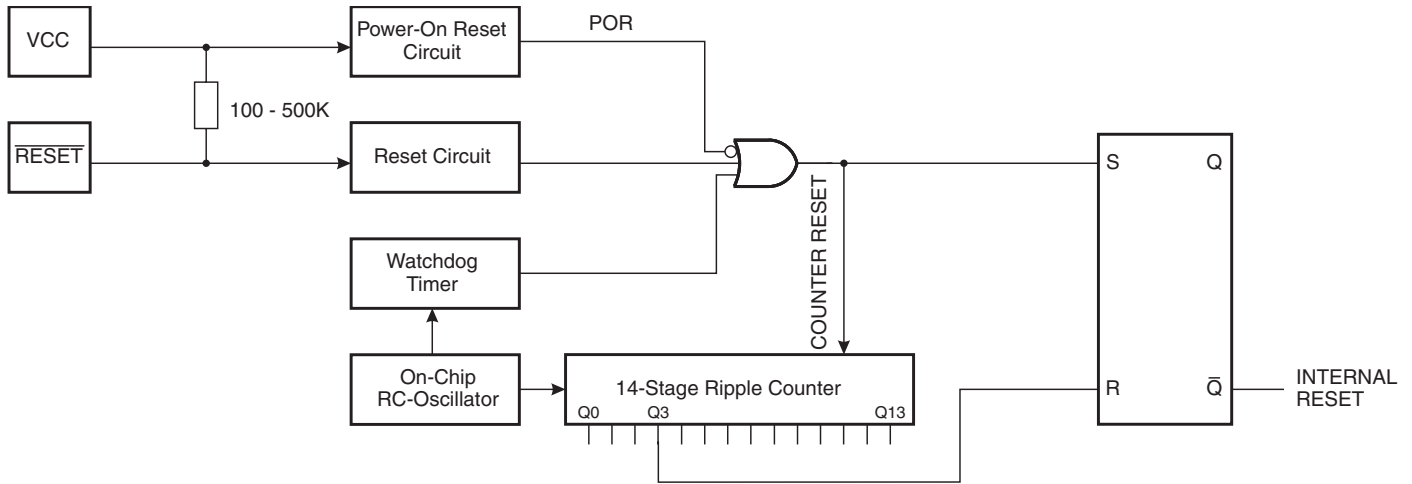 VCC
Power-On Reset
Circuit
POR
100 - 500K
R̅E̅S̅E̅T̅
Reset Circuit
S
Q
COUNTER RESET
Watchdog
Timer
On-Chip
RC-Oscillator
14-Stage Ripple Counter
Q0
Q3
Q13
R
Q̅
INTERNAL
RESET